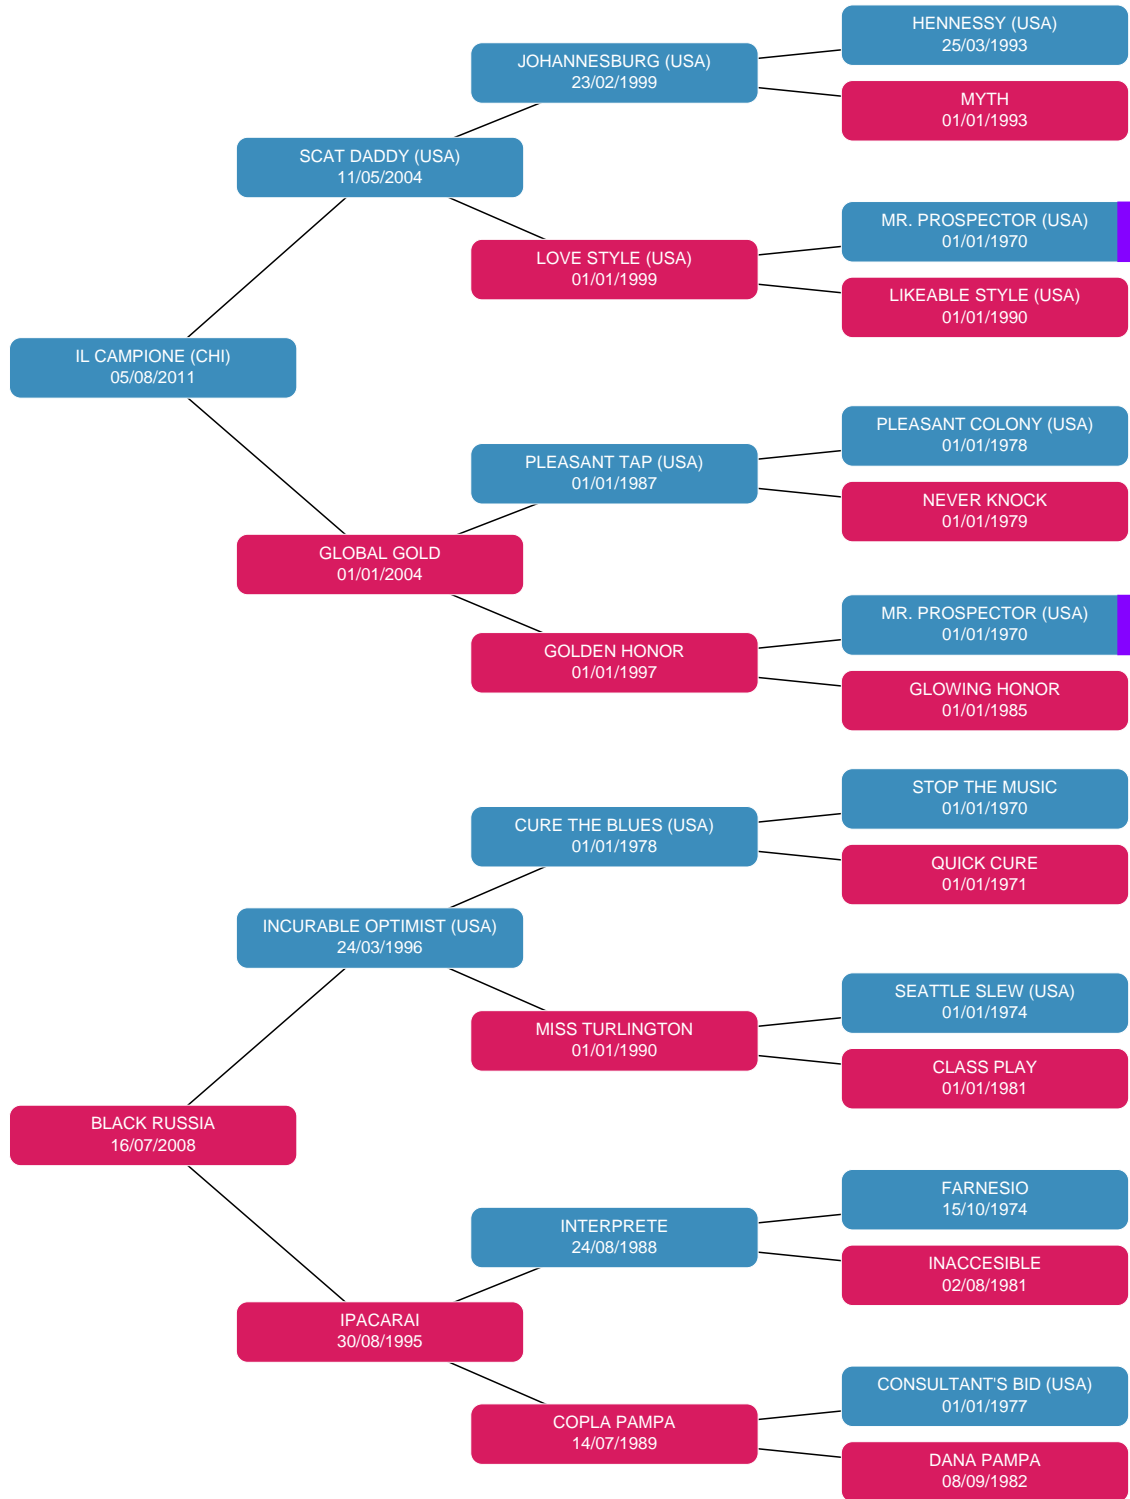 HENNESSY (USA)
25/03/1993
JOHANNESBURG (USA)
23/02/1999
MYTH
01/01/1993
SCAT DADDY (USA)
11/05/2004
MR. PROSPECTOR (USA)
01/01/1970
LOVE STYLE (USA)
01/01/1999
LIKEABLE STYLE (USA)
01/01/1990
IL CAMPIONE (CHI)
05/08/2011
PLEASANT COLONY (USA)
01/01/1978
PLEASANT TAP (USA)
01/01/1987
NEVER KNOCK
01/01/1979
GLOBAL GOLD
01/01/2004
MR. PROSPECTOR (USA)
01/01/1970
GOLDEN HONOR
01/01/1997
GLOWING HONOR
01/01/1985
STOP THE MUSIC
01/01/1970
CURE THE BLUES (USA)
01/01/1978
QUICK CURE
01/01/1971
INCURABLE OPTIMIST (USA)
24/03/1996
SEATTLE SLEW (USA)
01/01/1974
MISS TURLINGTON
01/01/1990
CLASS PLAY
01/01/1981
BLACK RUSSIA
16/07/2008
FARNESIO
15/10/1974
INTERPRETE
24/08/1988
INACCESIBLE
02/08/1981
IPACARAI
30/08/1995
CONSULTANT'S BID (USA)
01/01/1977
COPLA PAMPA
14/07/1989
DANA PAMPA
08/09/1982